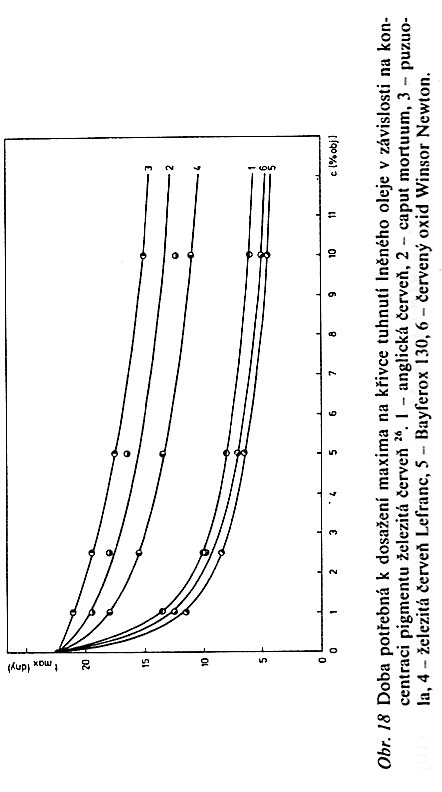 t max (dny)
20
15
10
5
0
3
2
4
1
6
5
0 1 2 3 4 5 6 7 8 9 10 11 c [% obj.]
Obr. 18 Doba potřebná k dosažení maxima na křivce tuhnutí lněného oleje v závislosti na kon-
centraci pigmentu železitá červeň 26. 1 – anglická červeň, 2 – caput mortuum, 3 – puzuo-
la, 4 – železitá červeň Lefranc, 5 – Bayferox 130, 6 – červený oxid Winsor Newton.